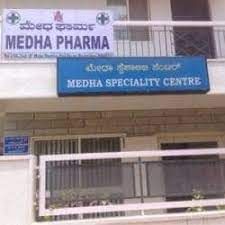 ಮೇಧ ಫಾರ್ಮ
MEDHA PHARMA
ಮೇಧಾ ಸ್ಪೆಷಾಲಿಟಿ ಸೆಂಟರ್
MEDHA SPECIALITY CENTRE